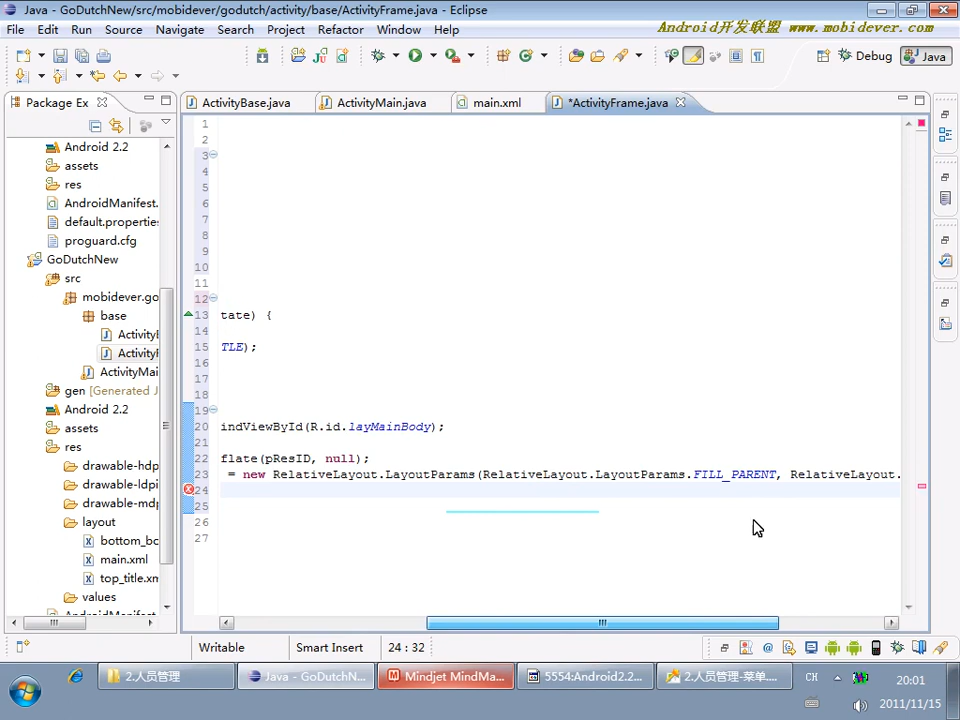 Java - GoDutchNew/src/mobidever/godutch/activity/base/ActivityFrame.java - Eclipse
File Edit Run Source Navigate Search Project Refactor Window Help
Android开发联盟 www.mobidever.com
Debug Java
Package Ex
ActivityBase.java ActivityMain.java main.xml *ActivityFrame.java
Android 2.2
assets
res
AndroidManifest.
default.properties
proguard.cfg
GoDutchNew
src
mobidever.go
base
Activity
Activity
ActivityMai
gen [Generated J
Android 2.2
assets
res
drawable-hdp
drawable-ldpi
drawable-mdp
layout
bottom_bo
main.xml
top_title.xm
values
AndroidManifest
1
2
3
4
5
6
7
8
9
10
11
12
13 tate) {
14
15 TLE);
16
17
18
19
20 indViewById(R.id.layMainBody);
21
22 flate(pResID, null);
23 = new RelativeLayout.LayoutParams(RelativeLayout.LayoutParams.FILL_PARENT, RelativeLayout.
24
25
26
27
Writable Smart Insert 24 : 32
2.人员管理 Java - GoDutchN... Mindjet MindMa... 5554:Android2.2... 2.人员管理-菜单.... CH 20:01
2011/11/15